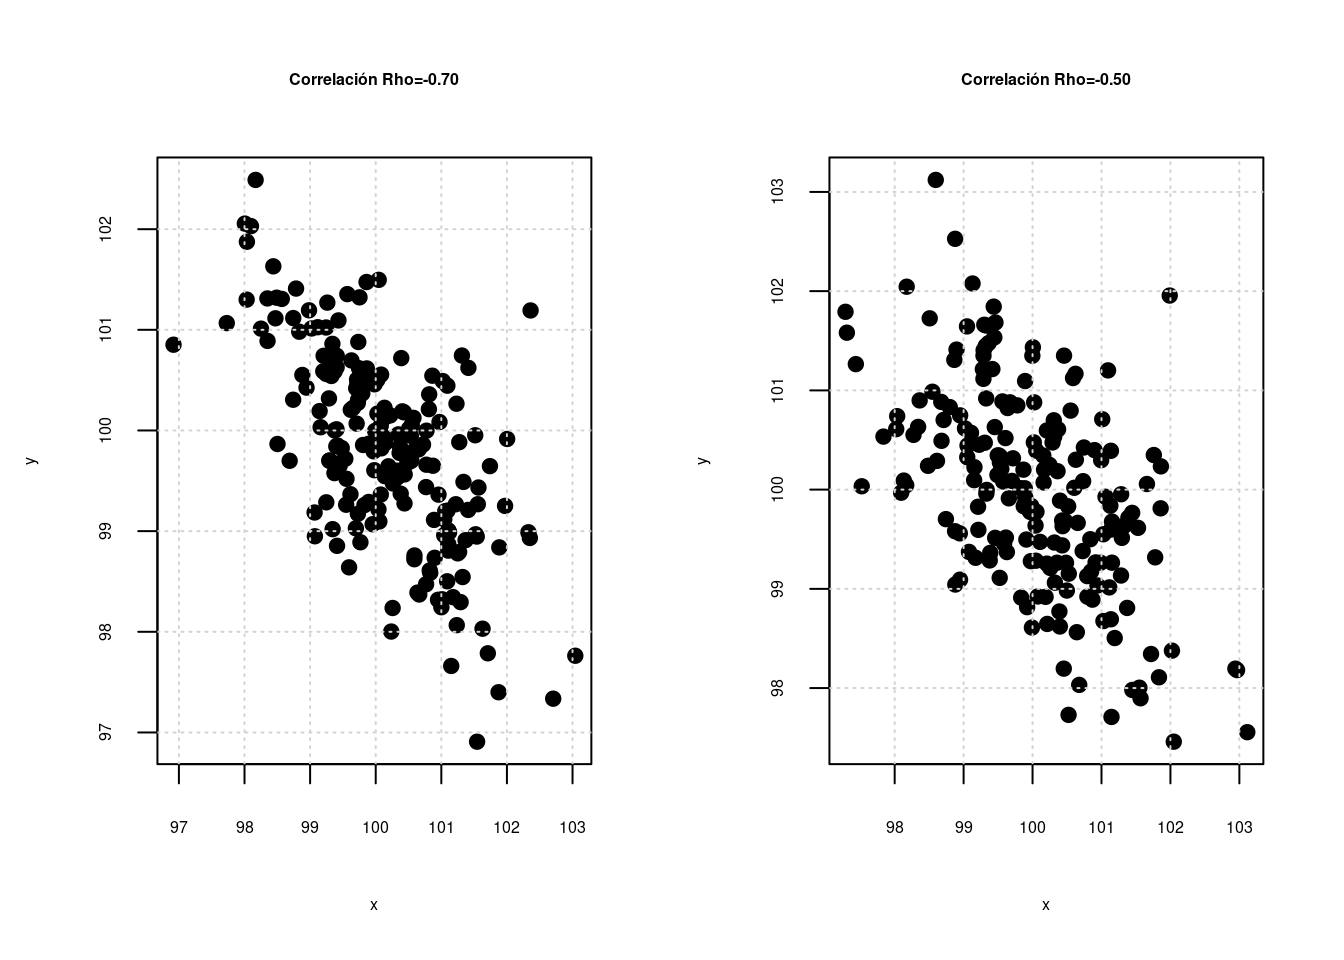 Correlación Rho=-0.70
y
102
101
100
99
98
97
97 98 99 100 101 102 103
x
Correlación Rho=-0.50
y
103
102
101
100
99
98
98 99 100 101 102 103
x